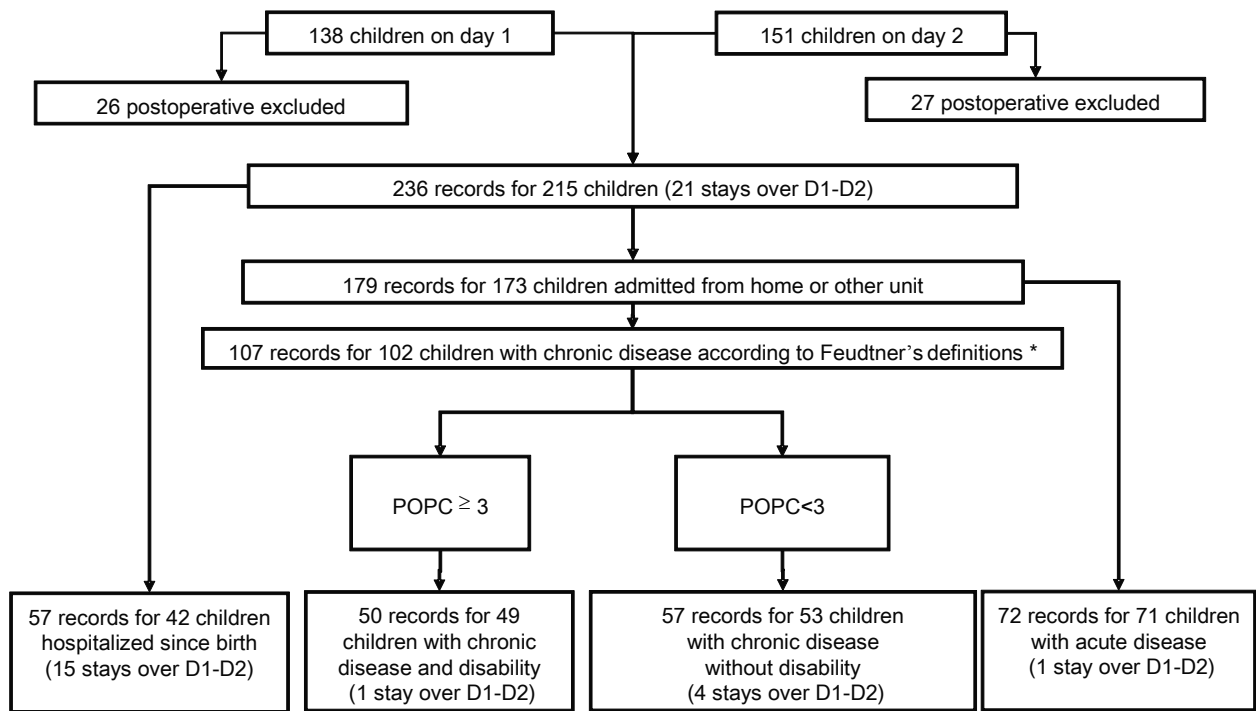 138 children on day 1
151 children on day 2
26 postoperative excluded
27 postoperative excluded
236 records for 215 children (21 stays over D1-D2)
179 records for 173 children admitted from home or other unit
107 records for 102 children with chronic disease according to Feudtner's definitions *
POPC ≥ 3
POPC<3
57 records for 42 children
hospitalized since birth
(15 stays over D1-D2)
50 records for 49
children with chronic
disease and disability
(1 stay over D1-D2)
57 records for 53 children
with chronic disease
without disability
(4 stays over D1-D2)
72 records for 71 children
with acute disease
(1 stay over D1-D2)